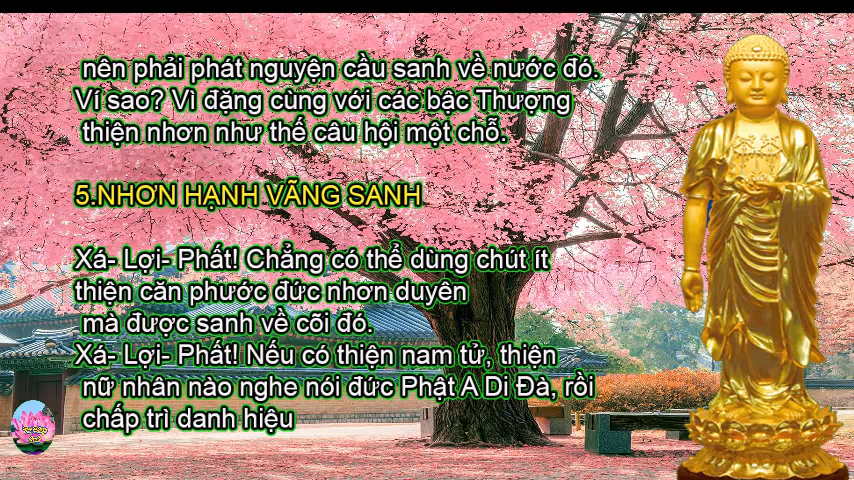 nên phải phát nguyện cầu sanh về nước đó.
Ví sao? Vì đặng cùng với các bậc Thượng
thiện nhơn như thế câu hội một chỗ.
5.NHƠN HẠNH VÃNG SANH
Xá- Lợi- Phất! Chẳng có thể dùng chút ít
thiện căn phước đức nhơn duyên
mà được sanh về cõi đó.
Xá- Lợi- Phất! Nếu có thiện nam tử, thiện
nữ nhân nào nghe nói đức Phật A Di Đà, rồi
chấp trì danh hiệu